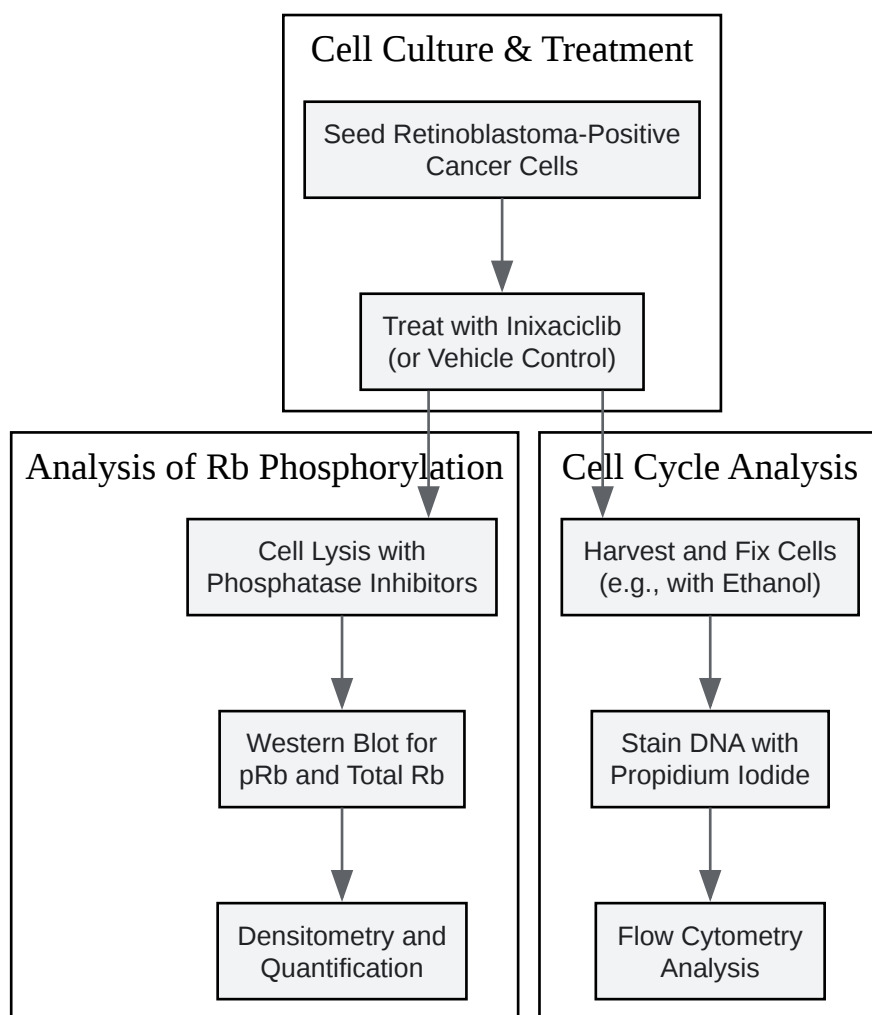 Cell Culture & Treatment
Seed Retinoblastoma-Positive
Cancer Cells
Treat with Inixaciclib
(or Vehicle Control)
Analysis of Rb Phosphorylation
Cell Lysis with
Phosphatase Inhibitors
Western Blot for
pRb and Total Rb
Densitometry and
Quantification
Cell Cycle Analysis
Harvest and Fix Cells
(e.g., with Ethanol)
Stain DNA with
Propidium Iodide
Flow Cytometry
Analysis